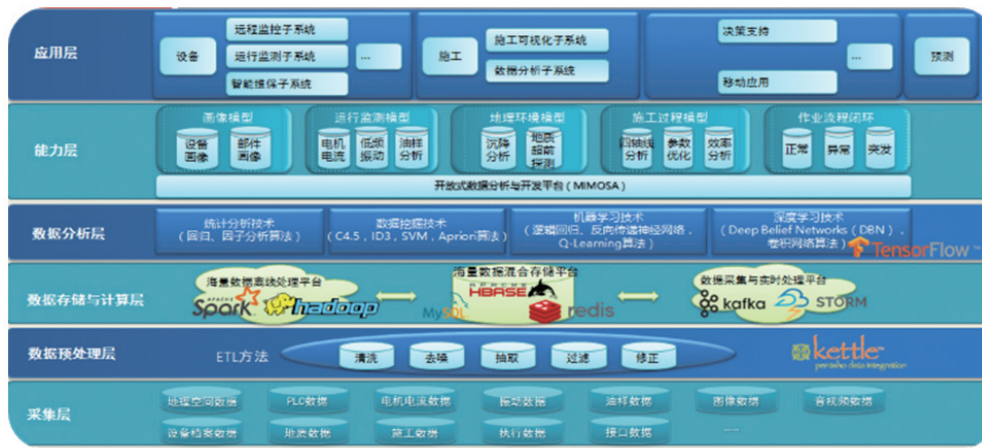 应用层
设备
远程监控子系统
运行监测子系统
智能维保子系统
...
施工
施工可视化子系统
数据分析子系统
决策支持
移动应用
...
预测
能力层
画像模型
设备画像
部件画像
运行监测模型
电机电流
低频振动
油样分析
地理环境模型
沉降分析
地质超前探测
施工过程模型
四轴线分析
参数优化
效率分析
作业流程闭环
正常
异常
突发
开放式数据分析与开发平台(MIMOSA)
数据分析层
统计分析技术
(回归、因子分析算法)
数据挖掘技术
(C4.5,ID3,SVM,Apriori算法)
机器学习技术
(逻辑回归、反向传递神经网络,
Q-Learning算法)
深度学习技术
(Deep Belief Networks(DBN),
卷积网络算法)
TensorFlow™
数据存储与计算层
海量数据离线处理平台
APACHE
Spark
hadoop
海量数据混合存储平台
MySQL
APACHE
HBASE
redis
数据采集与实时处理平台
kafka
STORM
数据预处理层
ETL方法
清洗
去噪
抽取
过滤
修正
kettle™
pentaho data integration
采集层
地理空间数据
PLC数据
电机电流数据
振动数据
油样数据
图像数据
音视频数据
设备档案数据
地质数据
施工数据
执行数据
接口数据
......